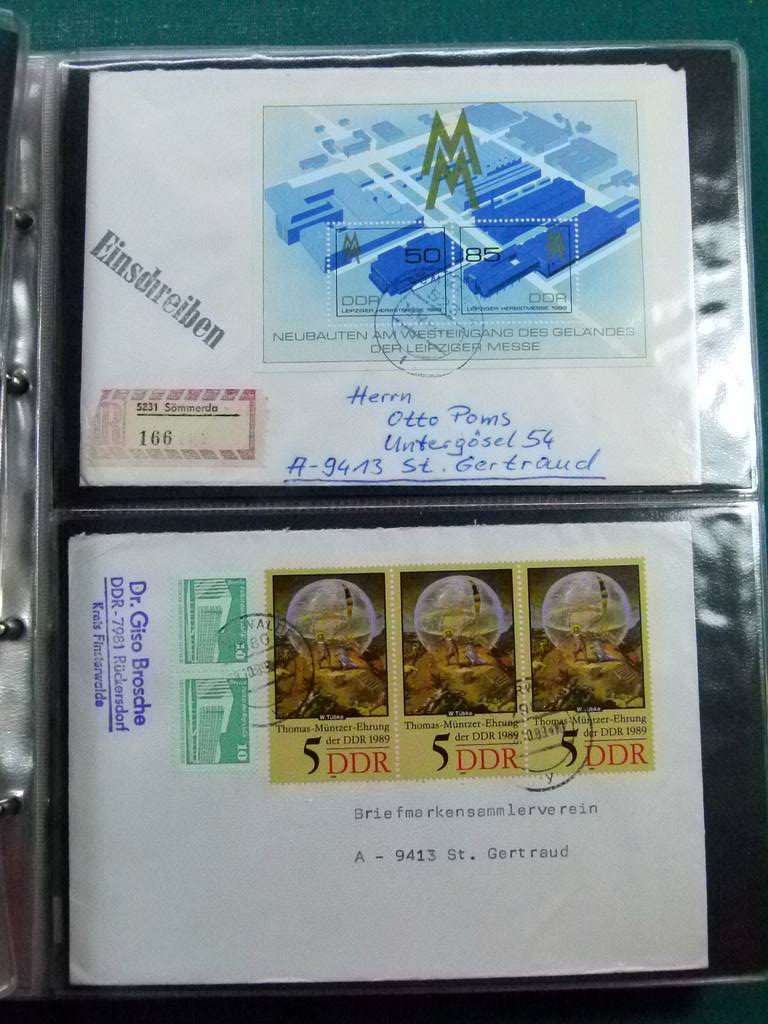 MM
M
50
DDR
LEIPZIGER HERBSTMESSE 1989
85
M
DDR
LEIPZIGER HERBSTMESSE 1989
NEUBAUTEN AM WESTEINGANG DES GELÄNDES
DER LEIPZIGER MESSE
Einschreiben
R
5231 Sömmerda
166
Herrn
Otto Poms
Untergösel 54
A-9413 St. Gertraud
Dr. Giso Brosche
DDR-7981 Rückersdorf
Kreis Finsterwalde
10
10
W. Tübke
Thomas-Müntzer-Ehrung
der DDR 1989
5 DDR
W. Tübke
Thomas-Müntzer-Ehrung
der DDR 1989
5 DDR
W. Tübke
Thomas-Müntzer-Ehrung
der DDR 1989
5 DDR
Briefmarkensammlerverein
A - 9413 St. Gertraud